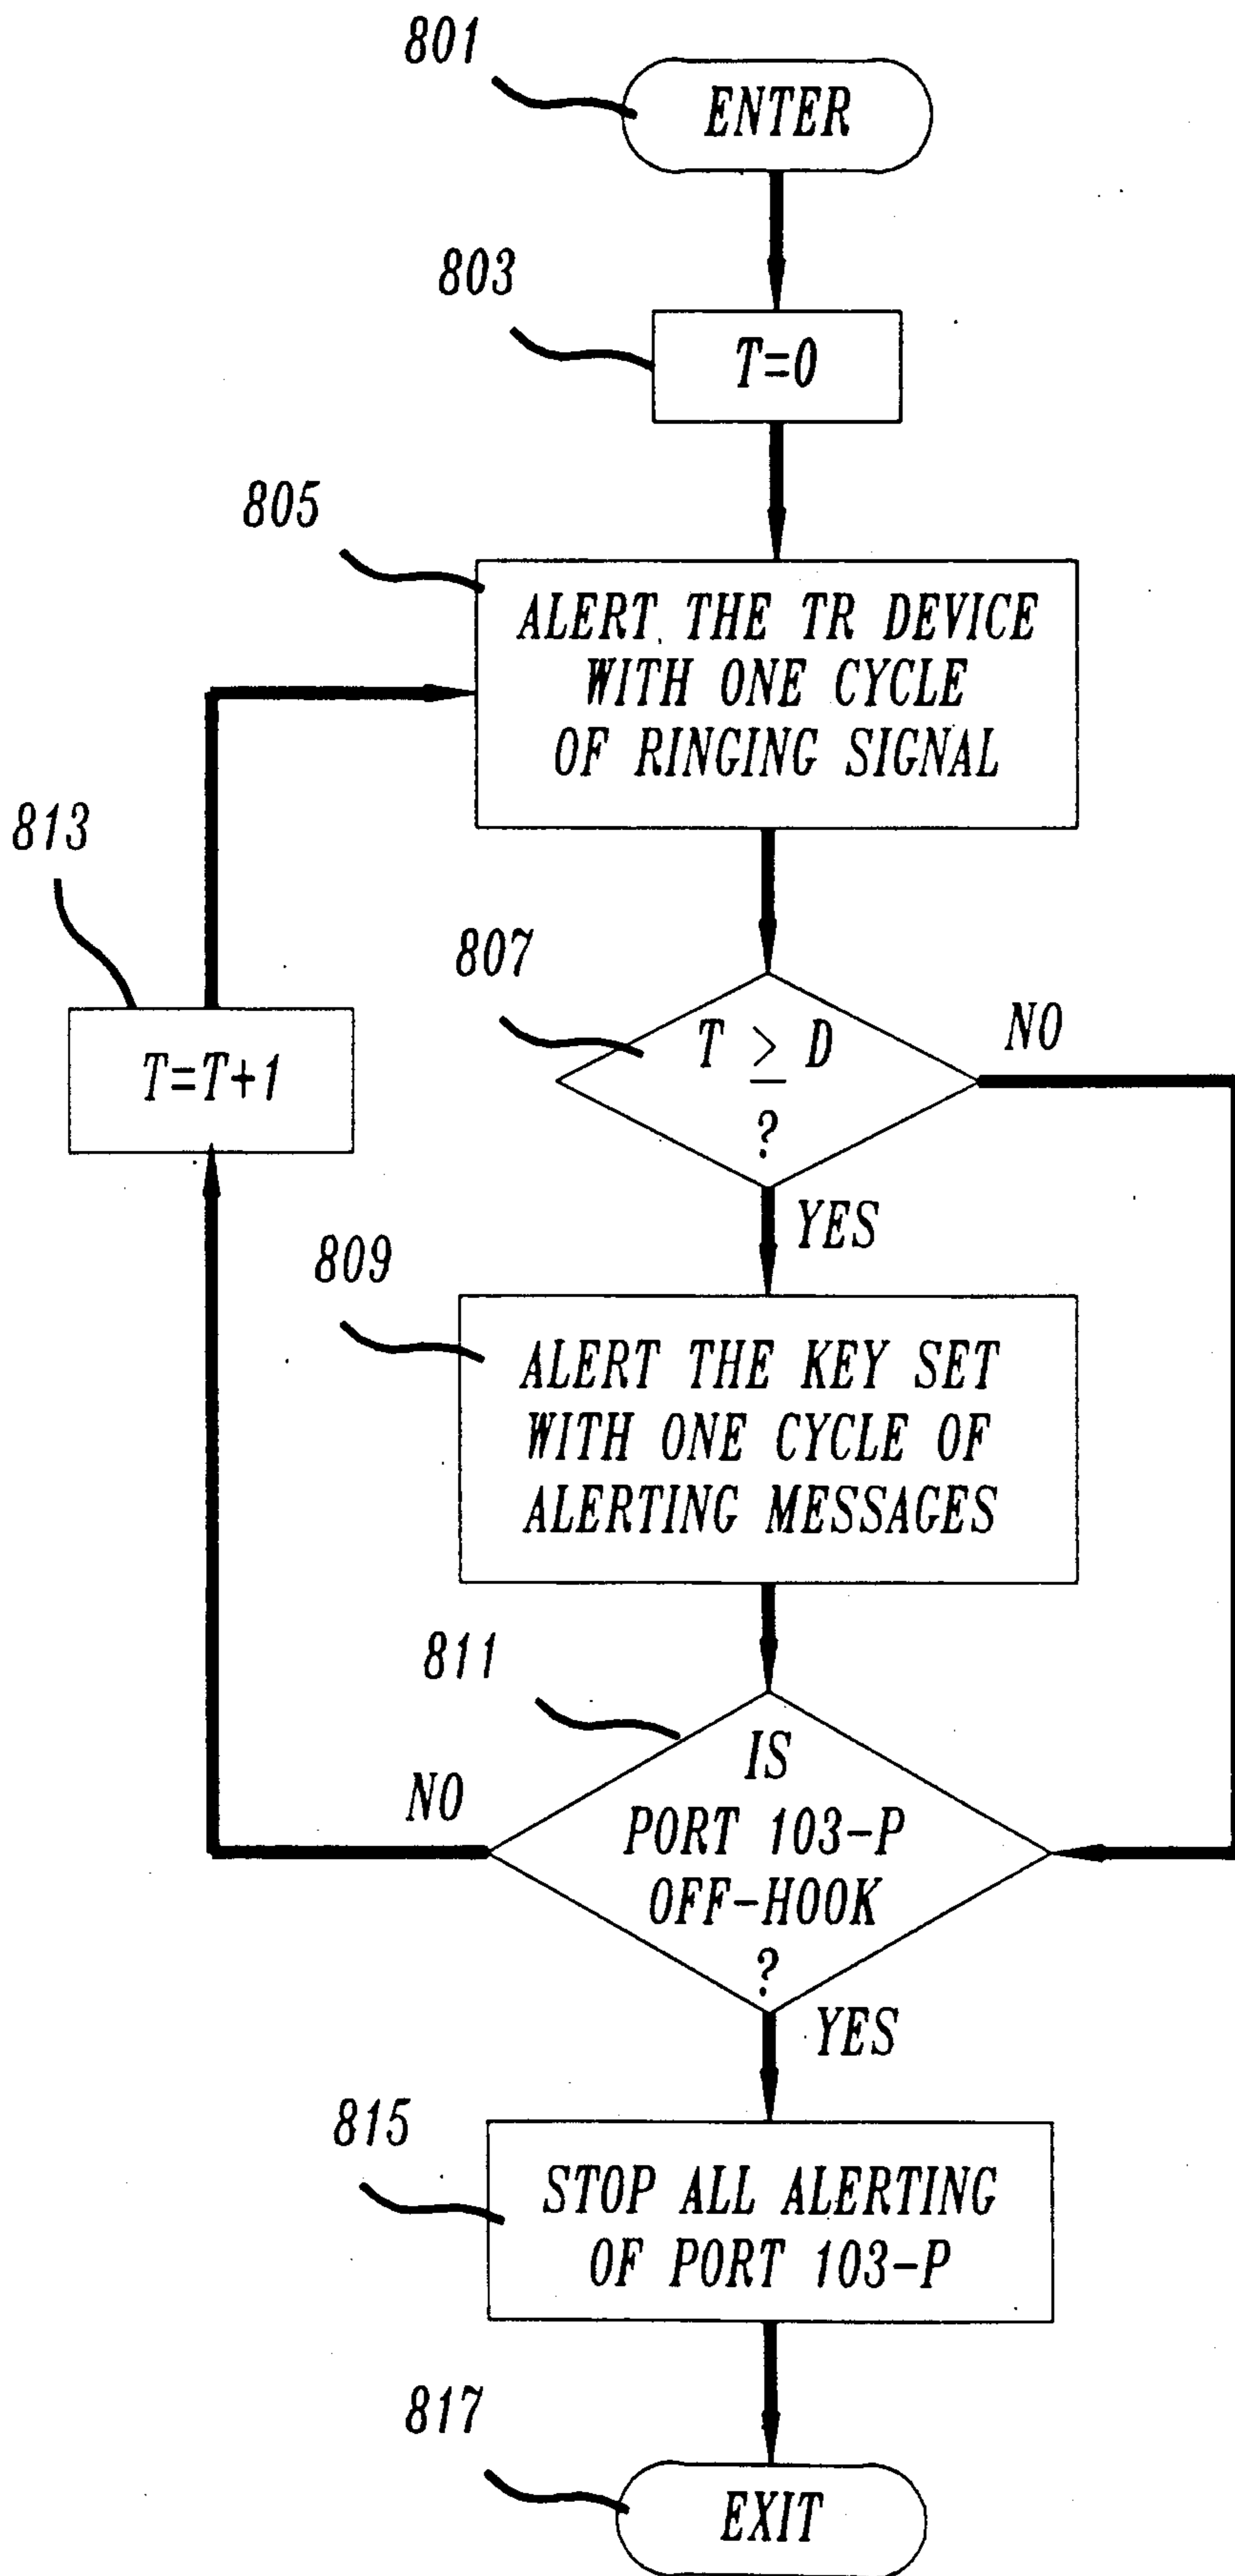 801
ENTER
803
T=0
805
ALERT THE TR DEVICE
WITH ONE CYCLE
OF RINGING SIGNAL
813
T=T+1
807
T ≥ D
?
NO
YES
809
ALERT THE KEY SET
WITH ONE CYCLE OF
ALERTING MESSAGES
811
IS
PORT 103-P
OFF-HOOK
?
NO
YES
815
STOP ALL ALERTING
OF PORT 103-P
817
EXIT